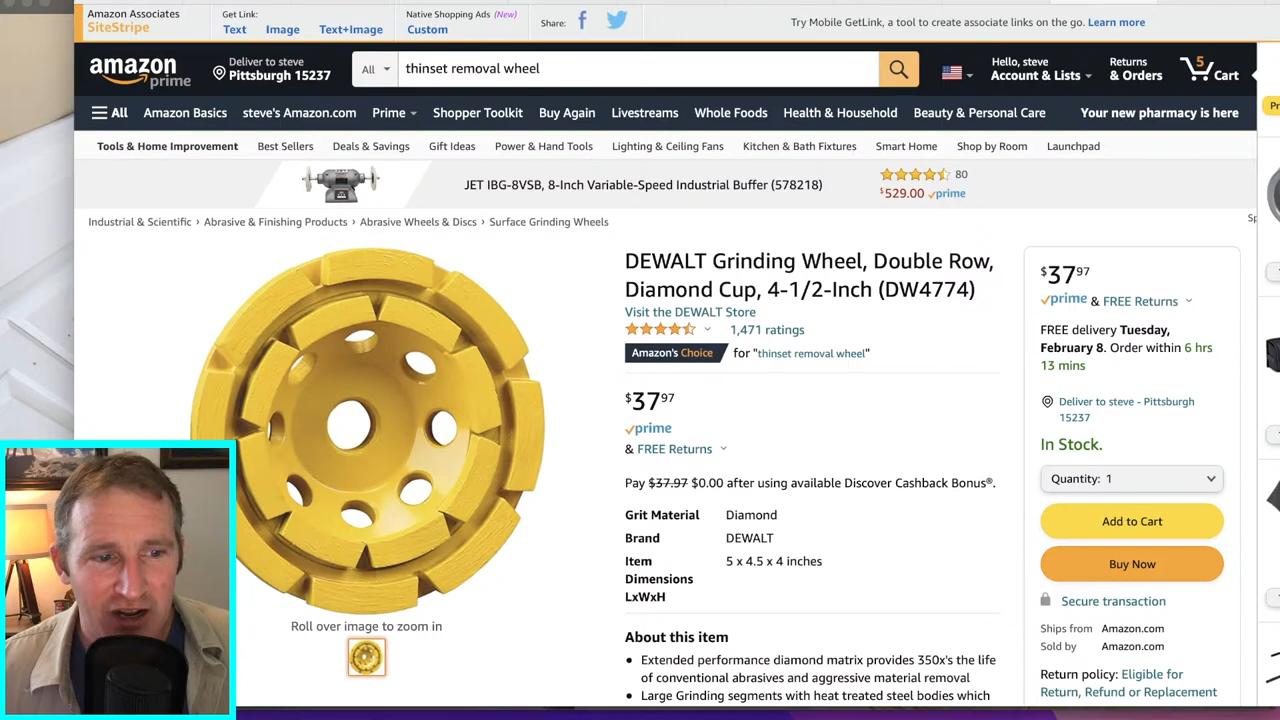 Amazon Associates
SiteStripe
Get Link:
Text Image Text+Image
Native Shopping Ads (New)
Custom
Share:
Try Mobile GetLink, a tool to create associate links on the go. Learn more
amazon
prime
Deliver to steve
Pittsburgh 15237
All
thinset removal wheel
Hello, steve
Account & Lists
Returns
& Orders
5
Cart
All Amazon Basics steve's Amazon.com Prime Shopper Toolkit Buy Again Livestreams Whole Foods Health & Household Beauty & Personal Care Your new pharmacy is here
Tools & Home Improvement Best Sellers Deals & Savings Gift Ideas Power & Hand Tools Lighting & Ceiling Fans Kitchen & Bath Fixtures Smart Home Shop by Room Launchpad
JET IBG-8VSB, 8-Inch Variable-Speed Industrial Buffer (578218)
80
$529.00 prime
Industrial & Scientific › Abrasive & Finishing Products › Abrasive Wheels & Discs › Surface Grinding Wheels
Roll over image to zoom in
DEWALT Grinding Wheel, Double Row,
Diamond Cup, 4-1/2-Inch (DW4774)
Visit the DEWALT Store
1,471 ratings
Amazon's Choice for "thinset removal wheel"
$37.97
prime
& FREE Returns
Pay $37.97 $0.00 after using available Discover Cashback Bonus®.
Grit Material Diamond
Brand DEWALT
Item 5 x 4.5 x 4 inches
Dimensions
LxWxH
About this item
• Extended performance diamond matrix provides 350x's the life
of conventional abrasives and aggressive material removal
• Large Grinding segments with heat treated steel bodies which
$37.97
prime & FREE Returns
FREE delivery Tuesday,
February 8. Order within 6 hrs
13 mins
Deliver to steve - Pittsburgh
15237
In Stock.
Quantity: 1
Add to Cart
Buy Now
Secure transaction
Ships from Amazon.com
Sold by Amazon.com
Return policy: Eligible for
Return, Refund or Replacement